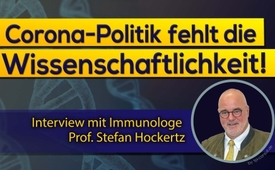 Corona-Politik fehlt die
Wissenschaftlichkeit!
Interview mit Immunologe
Prof. Stefan Hockertz